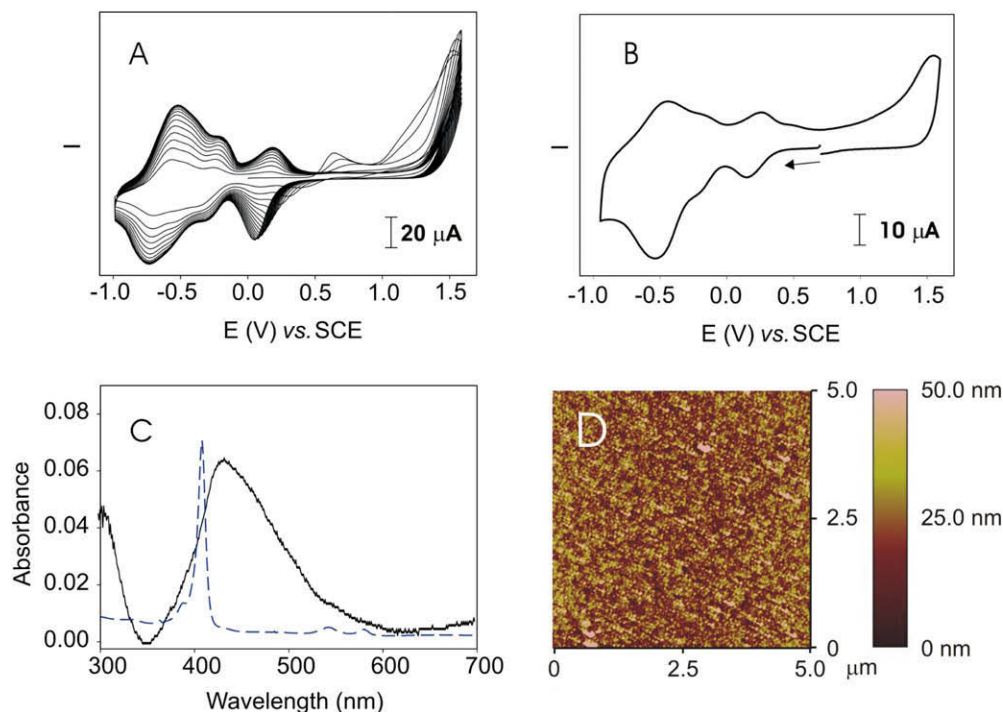 A
I
20 μA
-1.0 -0.5 0.0 0.5 1.0 1.5
E (V) vs. SCE
B
I
10 μA
-1.0 -0.5 0.0 0.5 1.0 1.5
E (V) vs. SCE
C
Absorbance
0.08
0.06
0.04
0.02
0.00
300 400 500 600 700
Wavelength (nm)
D
5.0
2.5
0
0 2.5 5.0
μm
50.0 nm
25.0 nm
0 nm